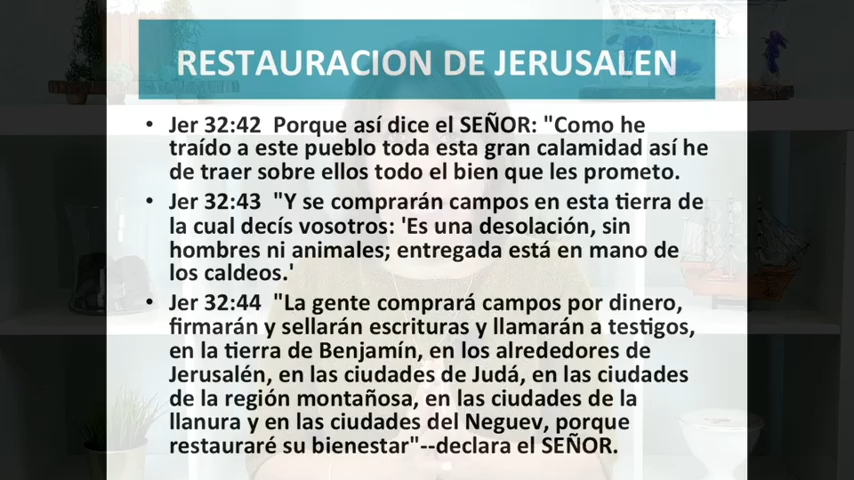 RESTAURACION DE JERUSALEN
• Jer 32:42 Porque así dice el SEÑOR: "Como he
traído a este pueblo toda esta gran calamidad así he
de traer sobre ellos todo el bien que les prometo.
• Jer 32:43 "Y se comprarán campos en esta tierra de
la cual decís vosotros: 'Es una desolación, sin
hombres ni animales; entregada está en mano de
los caldeos.'
• Jer 32:44 "La gente comprará campos por dinero,
firmarán y sellarán escrituras y llamarán a testigos,
en la tierra de Benjamín, en los alrededores de
Jerusalén, en las ciudades de Judá, en las ciudades
de la región montañosa, en las ciudades de la
llanura y en las ciudades del Neguev, porque
restauraré su bienestar"--declara el SEÑOR.